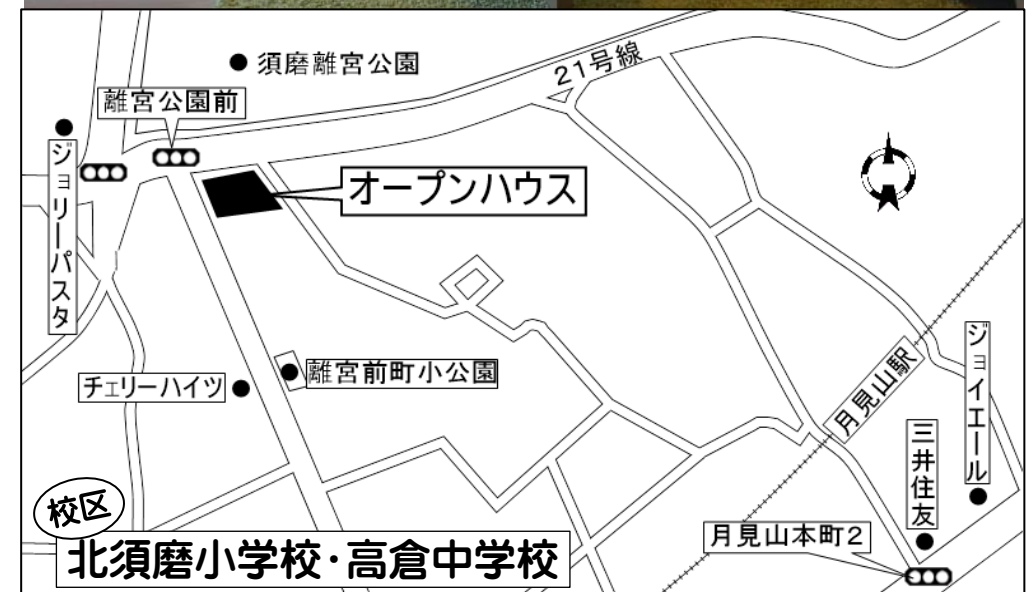 須磨離宮公園
21号線
離宮公園前
ジョリーパスタ
オープンハウス
離宮前町小公園
チェリーハイツ
月見山駅
ジョイエール
三井住友
月見山本町2
校区
北須磨小学校・高倉中学校